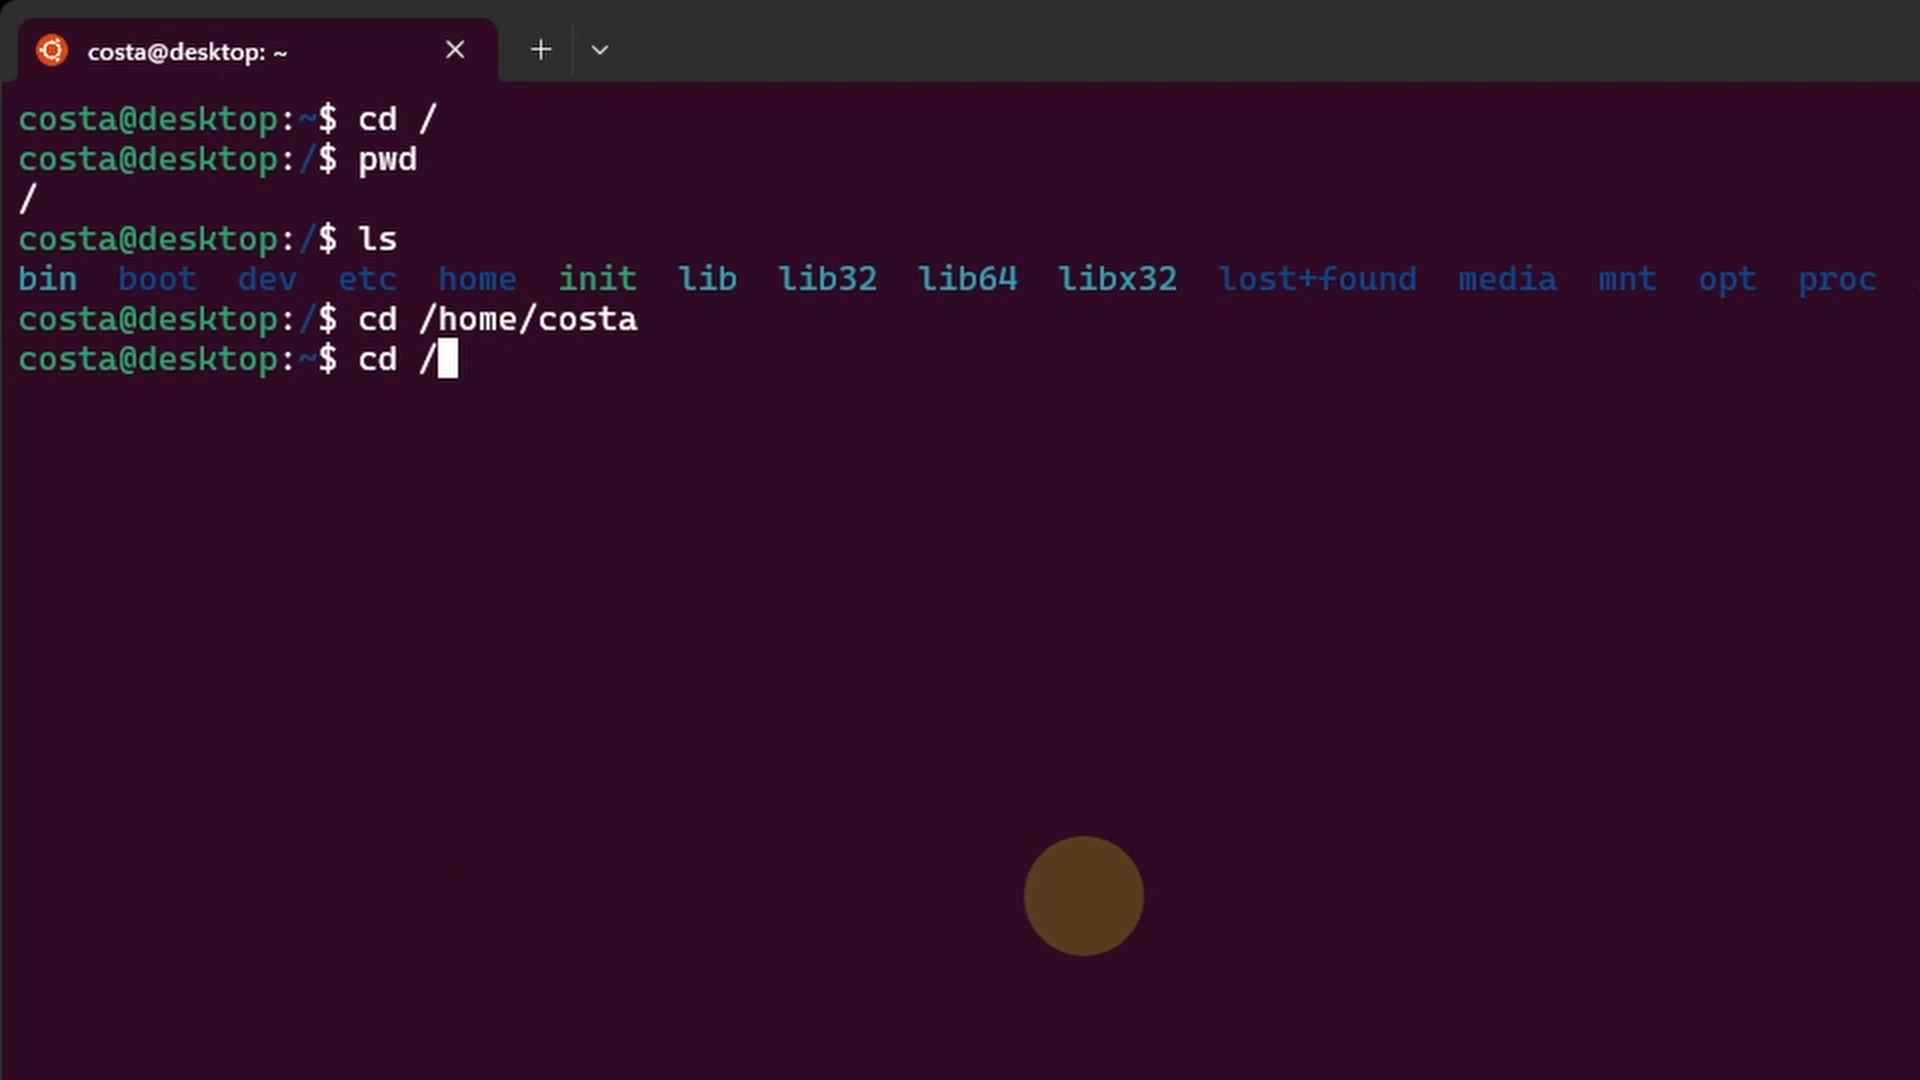 costa@desktop: ~
costa@desktop:~$ cd /
costa@desktop:/$ pwd
/
costa@desktop:/$ ls
bin boot dev etc home init lib lib32 lib64 libx32 lost+found media mnt opt proc
costa@desktop:/$ cd /home/costa
costa@desktop:~$ cd /